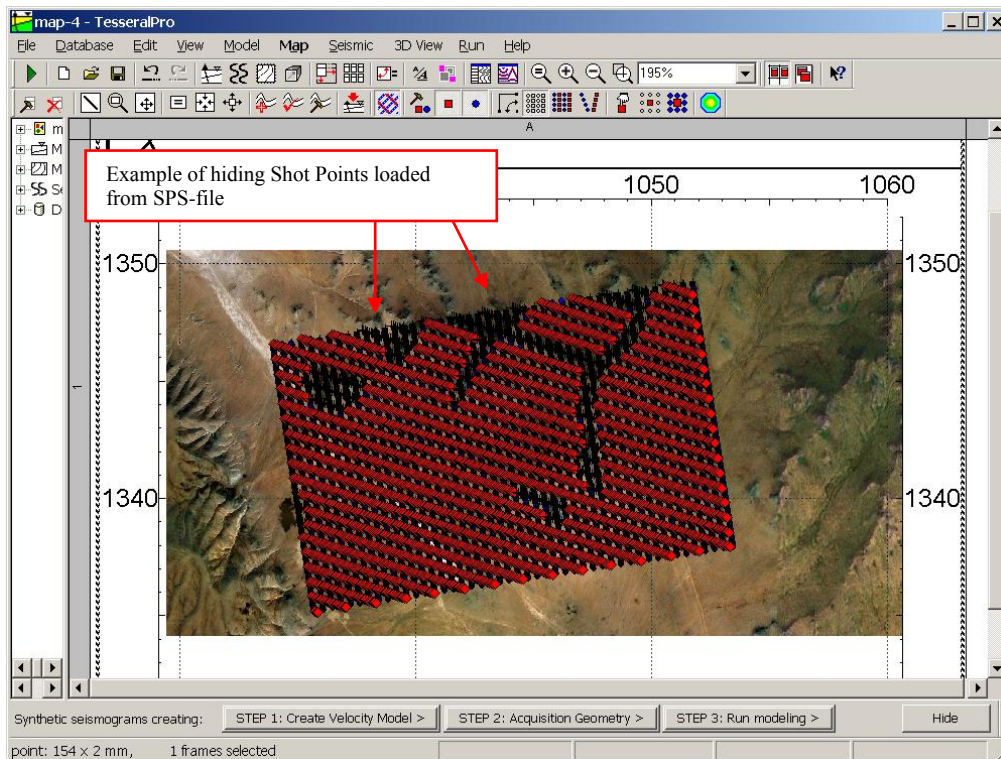 map-4 - TesseralPro
File Database Edit View Model Map Seismic 3D View Run Help
195%
A
m
M
M
Se
D
Example of hiding Shot Points loaded
from SPS-file
1050 1060
1350 1350
1
1340 1340
Synthetic seismograms creating: STEP 1: Create Velocity Model > STEP 2: Acquisition Geometry > STEP 3: Run modeling > Hide
point: 154 x 2 mm, 1 frames selected